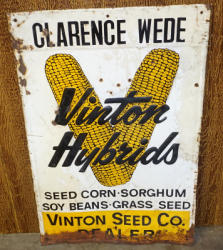 CLARENCE WEDE
Vinton
Hybrids
SEED CORN·SORGHUM
SOY BEANS·GRASS SEED
VINTON SEED CO.
DEALER